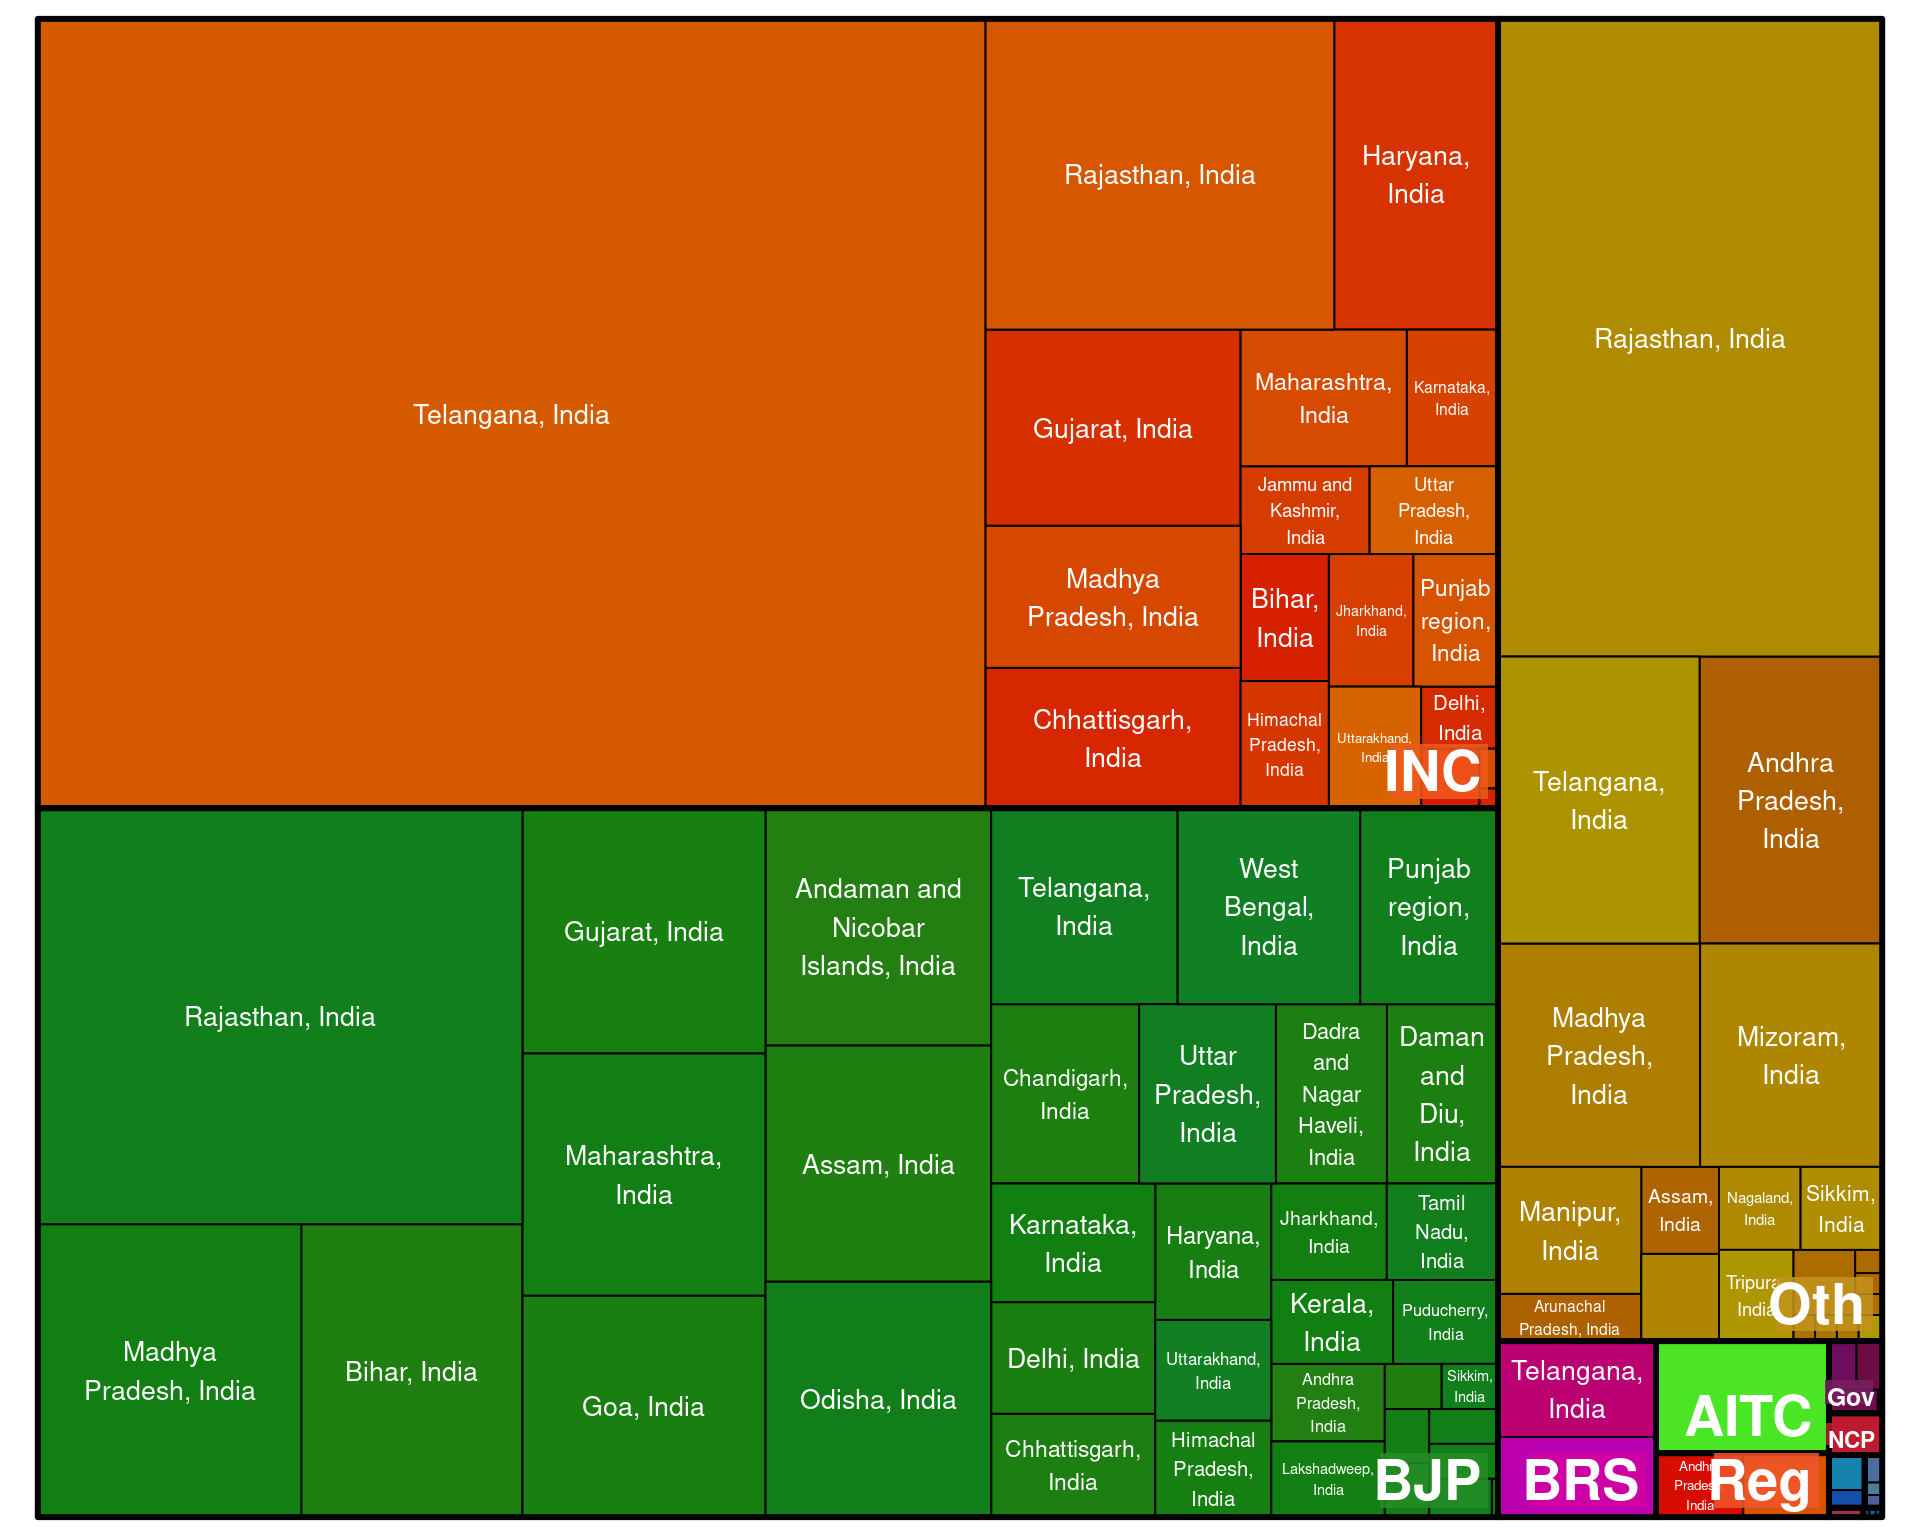 Telangana, India
Rajasthan, India
Haryana,
India
Gujarat, India
Maharashtra,
India
Karnataka,
India
Jammu and
Kashmir,
India
Uttar
Pradesh,
India
Madhya
Pradesh, India
Bihar,
India
Jharkhand,
India
Punjab
region,
India
Chhattisgarh,
India
Himachal
Pradesh,
India
Uttarakhand,
India
Delhi,
India
INC
Rajasthan, India
Telangana,
India
Andhra
Pradesh,
India
Madhya
Pradesh,
India
Mizoram,
India
Manipur,
India
Assam,
India
Nagaland,
India
Sikkim,
India
Arunachal
Pradesh, India
Tripura,
India
Oth
Rajasthan, India
Gujarat, India
Andaman and
Nicobar
Islands, India
Telangana,
India
West
Bengal,
India
Punjab
region,
India
Maharashtra,
India
Assam, India
Chandigarh,
India
Uttar
Pradesh,
India
Dadra
and
Nagar
Haveli,
India
Daman
and
Diu,
India
Madhya
Pradesh, India
Bihar, India
Goa, India
Odisha, India
Karnataka,
India
Haryana,
India
Jharkhand,
India
Tamil
Nadu,
India
Delhi, India
Uttarakhand,
India
Kerala,
India
Puducherry,
India
Chhattisgarh,
India
Himachal
Pradesh,
India
Andhra
Pradesh,
India
Sikkim,
India
Lakshadweep,
India
BJP
Telangana,
India
BRS
AITC
Gov
NCP
Andhra
Pradesh,
India
Reg